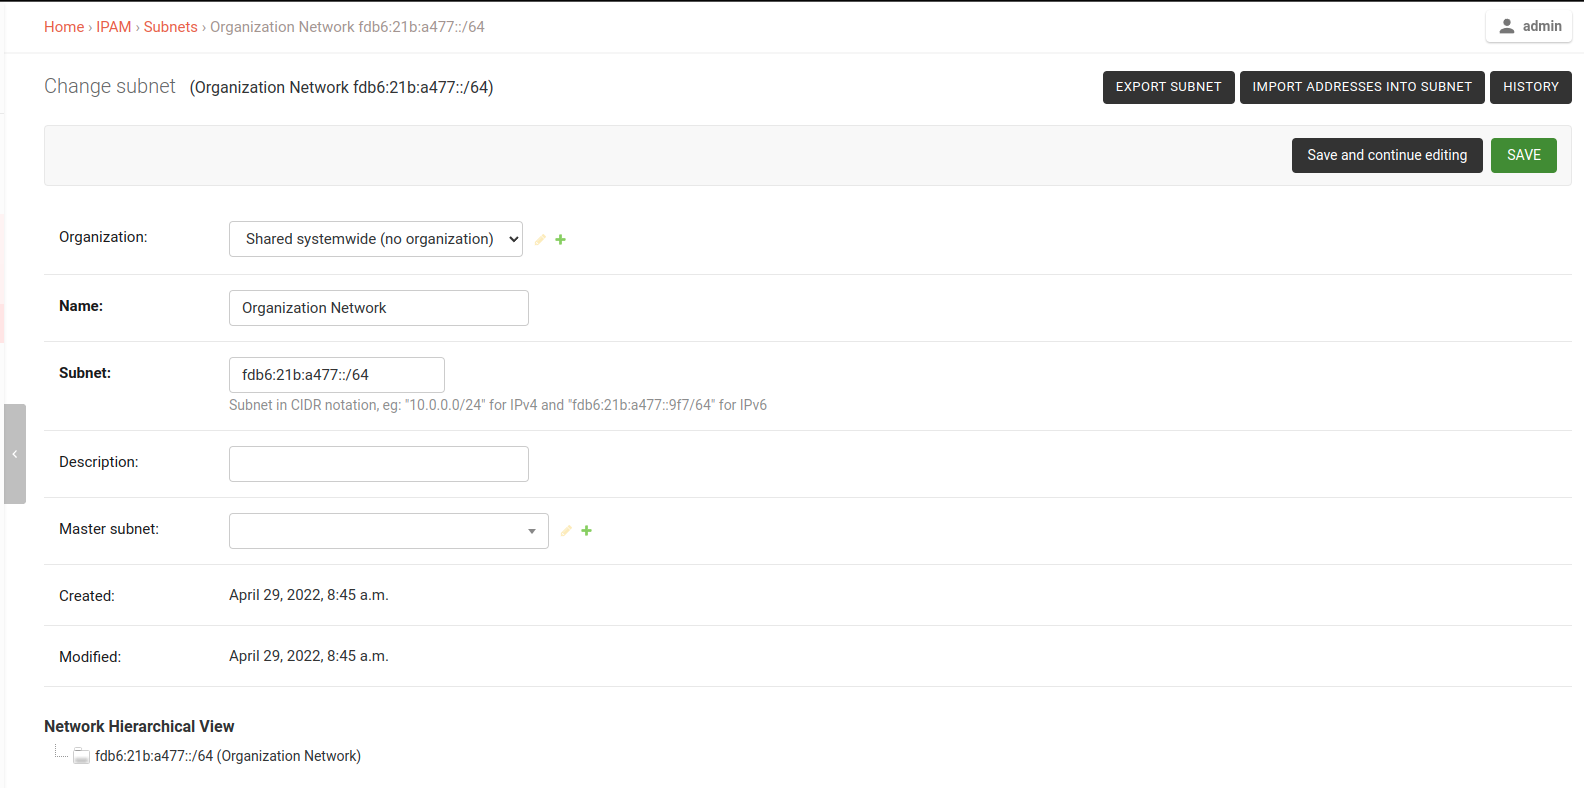 Home › IPAM › Subnets › Organization Network fdb6:21b:a477::/64
admin
Change subnet (Organization Network fdb6:21b:a477::/64)
EXPORT SUBNET
IMPORT ADDRESSES INTO SUBNET
HISTORY
Save and continue editing
SAVE
Organization: Shared systemwide (no organization)
Name: Organization Network
Subnet: fdb6:21b:a477::/64
Subnet in CIDR notation, eg: "10.0.0.0/24" for IPv4 and "fdb6:21b:a477::9f7/64" for IPv6
Description:
Master subnet:
Created: April 29, 2022, 8:45 a.m.
Modified: April 29, 2022, 8:45 a.m.
Network Hierarchical View
fdb6:21b:a477::/64 (Organization Network)